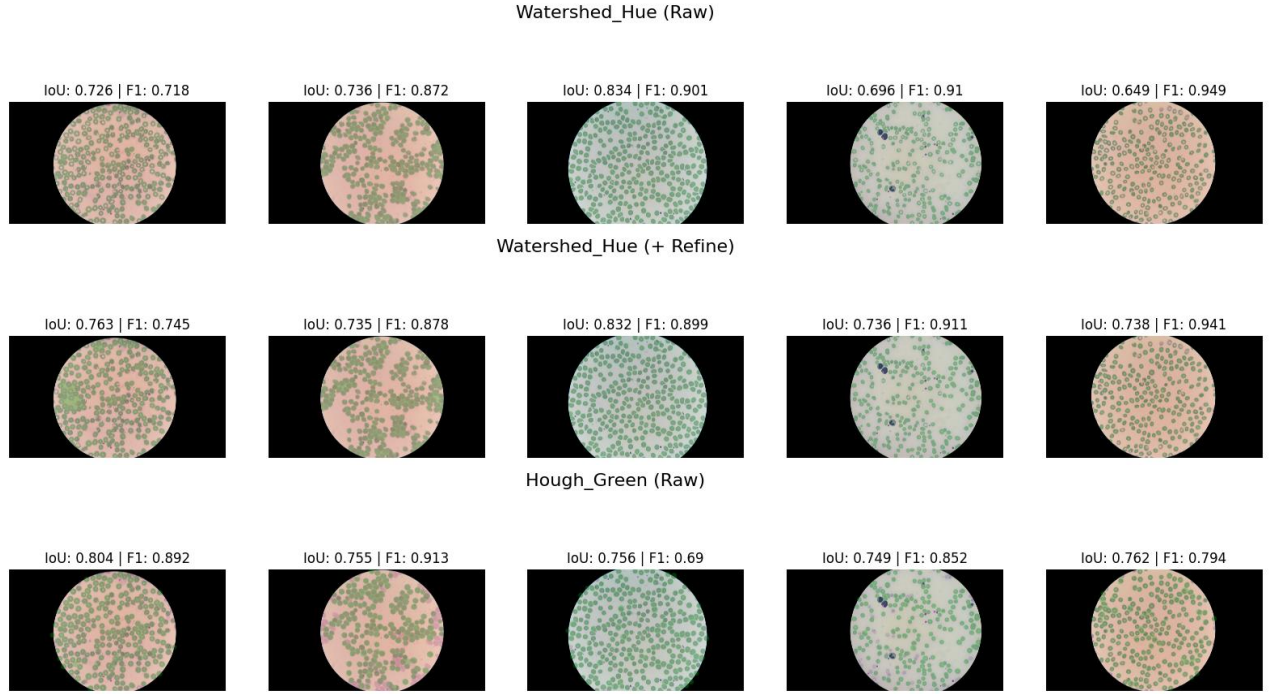 Watershed_Hue (Raw)
IoU: 0.726 | F1: 0.718
IoU: 0.736 | F1: 0.872
IoU: 0.834 | F1: 0.901
IoU: 0.696 | F1: 0.91
IoU: 0.649 | F1: 0.949
Watershed_Hue (+ Refine)
IoU: 0.763 | F1: 0.745
IoU: 0.735 | F1: 0.878
IoU: 0.832 | F1: 0.899
IoU: 0.736 | F1: 0.911
IoU: 0.738 | F1: 0.941
Hough_Green (Raw)
IoU: 0.804 | F1: 0.892
IoU: 0.755 | F1: 0.913
IoU: 0.756 | F1: 0.69
IoU: 0.749 | F1: 0.852
IoU: 0.762 | F1: 0.794